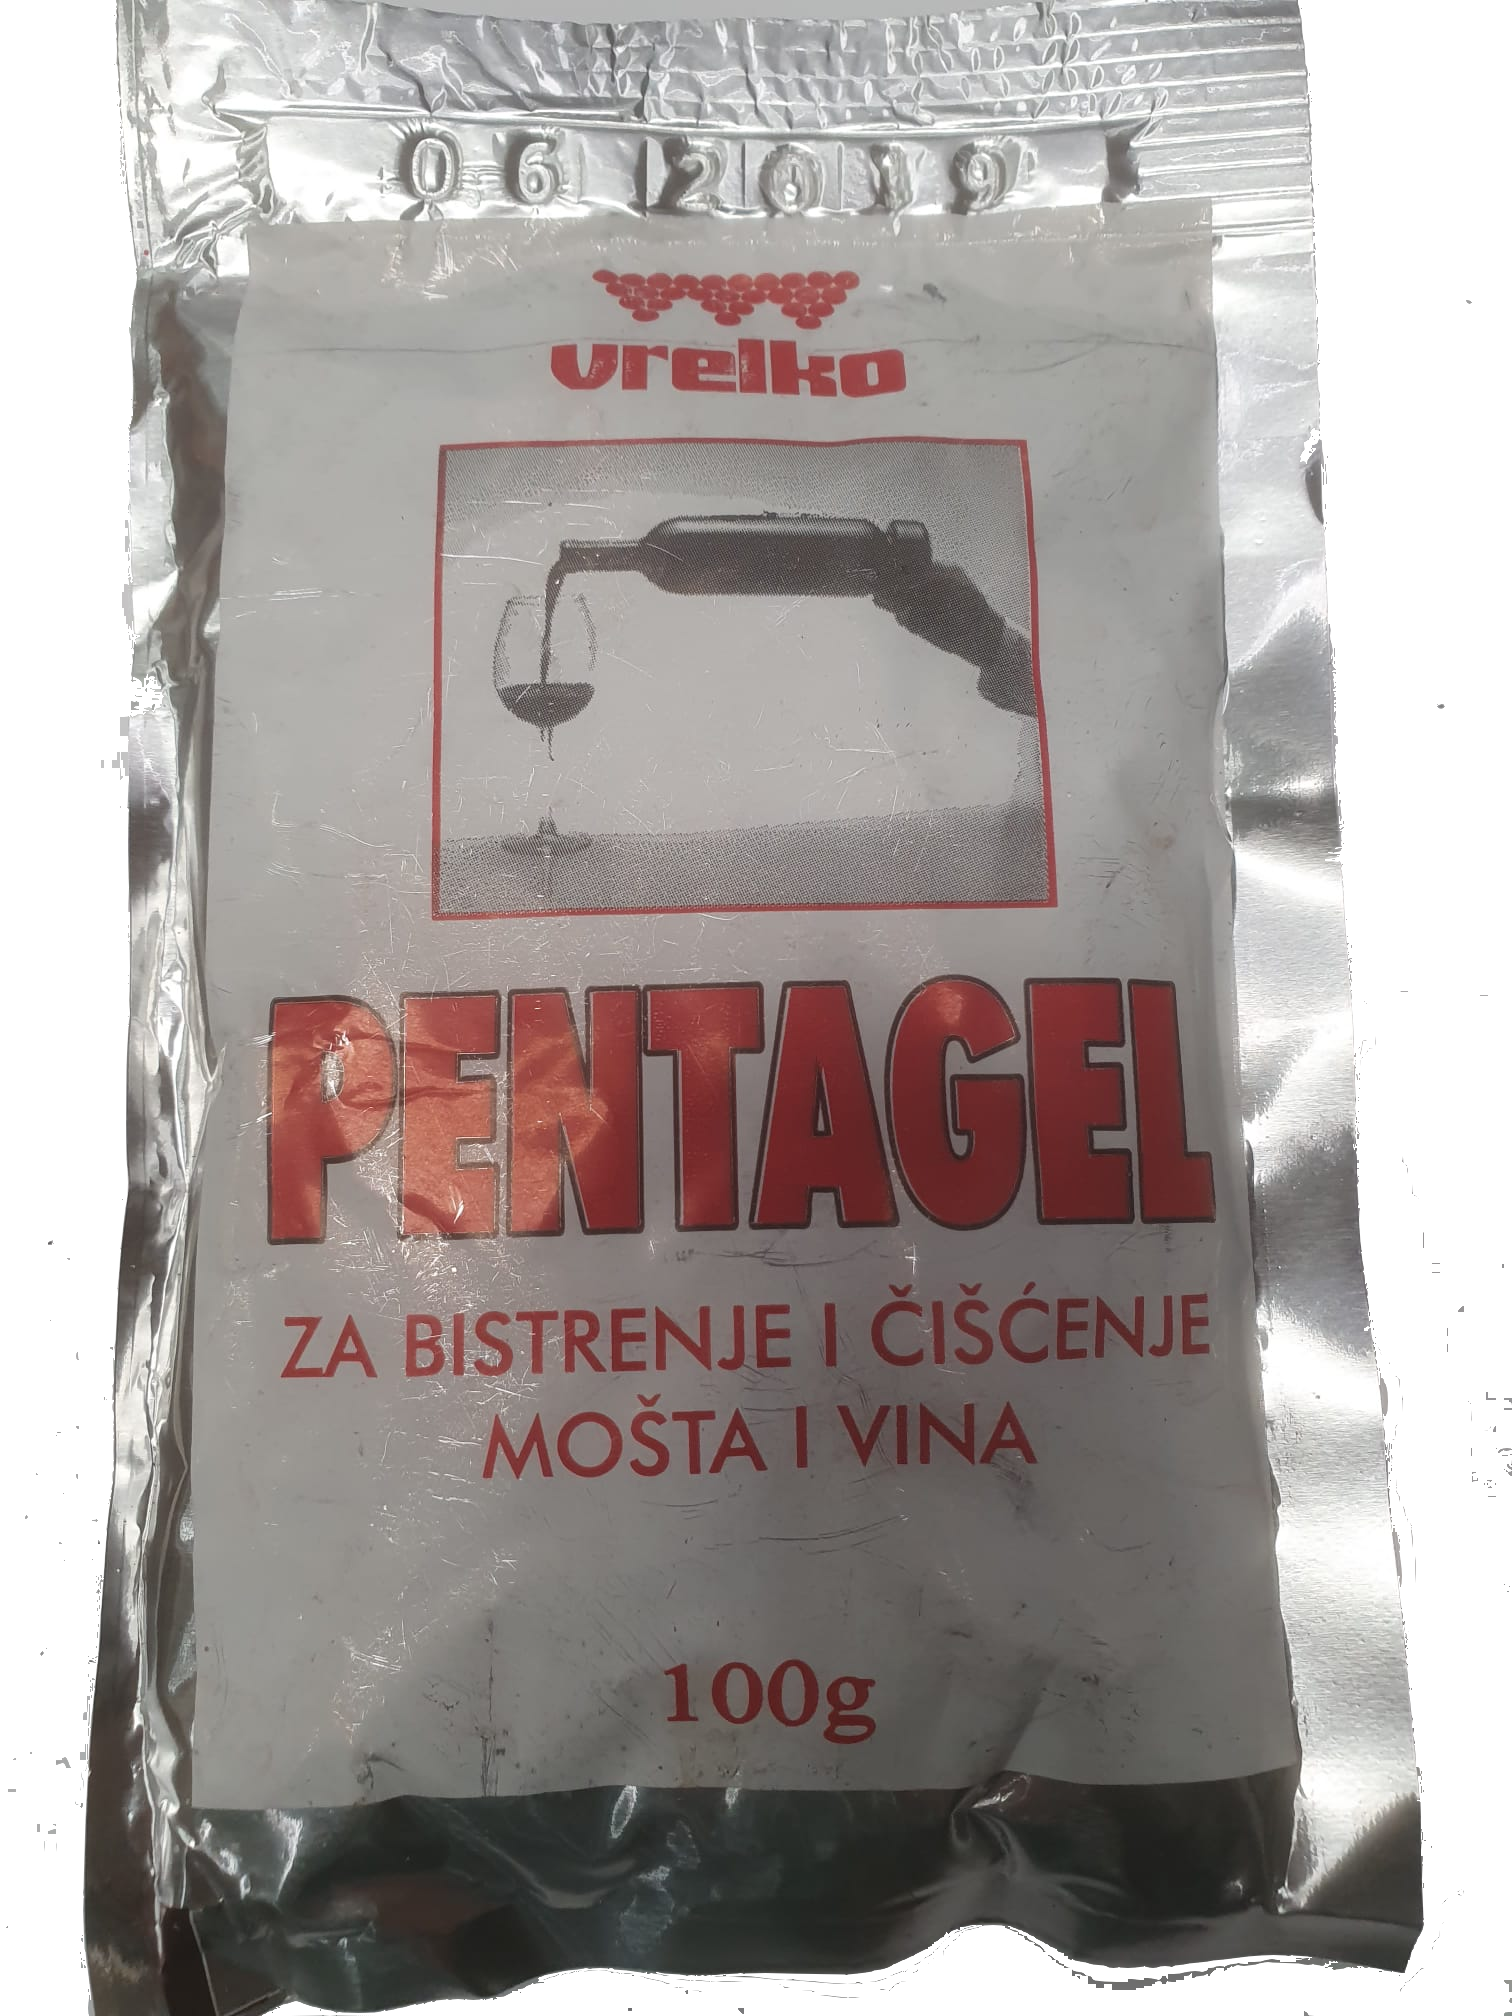 06 2019
vrelko
PENTAGEL
ZA BISTRENJE I ČIŠĆENJE
MOŠTA I VINA
100g